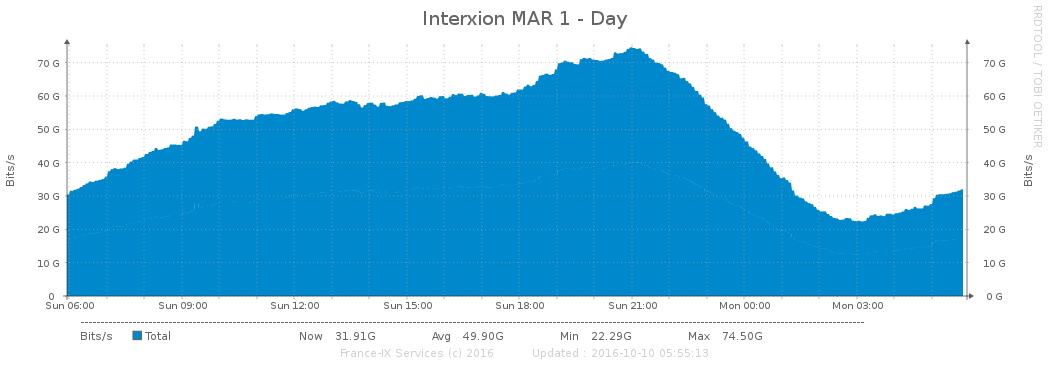 Interxion MAR 1 - Day
RRDTOOL / TOBI OETIKER
Bits/s
Bits/s
70 G 70 G
60 G 60 G
50 G 50 G
40 G 40 G
30 G 30 G
20 G 20 G
10 G 10 G
0 0 G
Sun 06:00 Sun 09:00 Sun 12:00 Sun 15:00 Sun 18:00 Sun 21:00 Mon 00:00 Mon 03:00
Bits/s Total Now 31.91G Avg 49.90G Min 22.29G Max 74.50G
France-IX Services (c) 2016 Updated : 2016-10-10 05:55:13